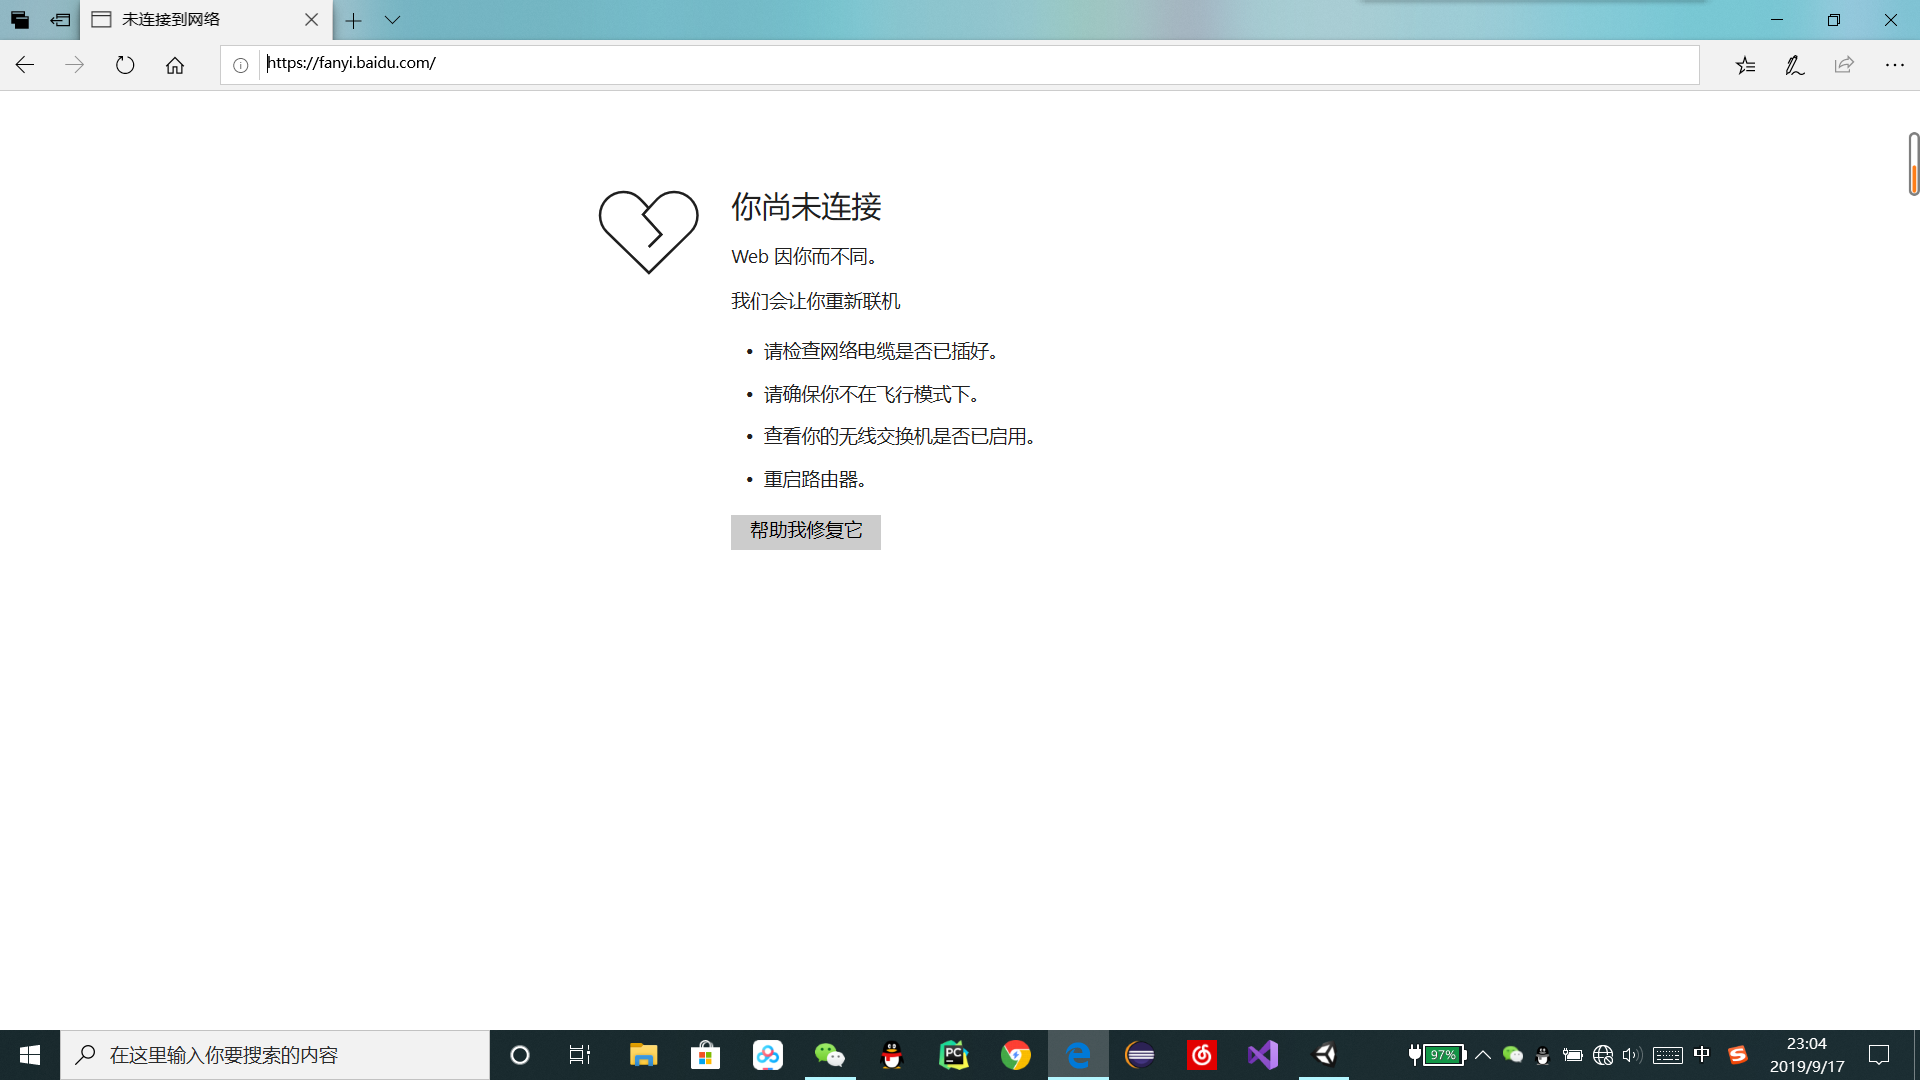 未连接到网络
https://fanyi.baidu.com/
你尚未连接
Web 因你而不同。
我们会让你重新联机
• 请检查网络电缆是否已插好。
• 请确保你不在飞行模式下。
• 查看你的无线交换机是否已启用。
• 重启路由器。
帮助我修复它
在这里输入你要搜索的内容
PC
97%
中
23:04
2019/9/17